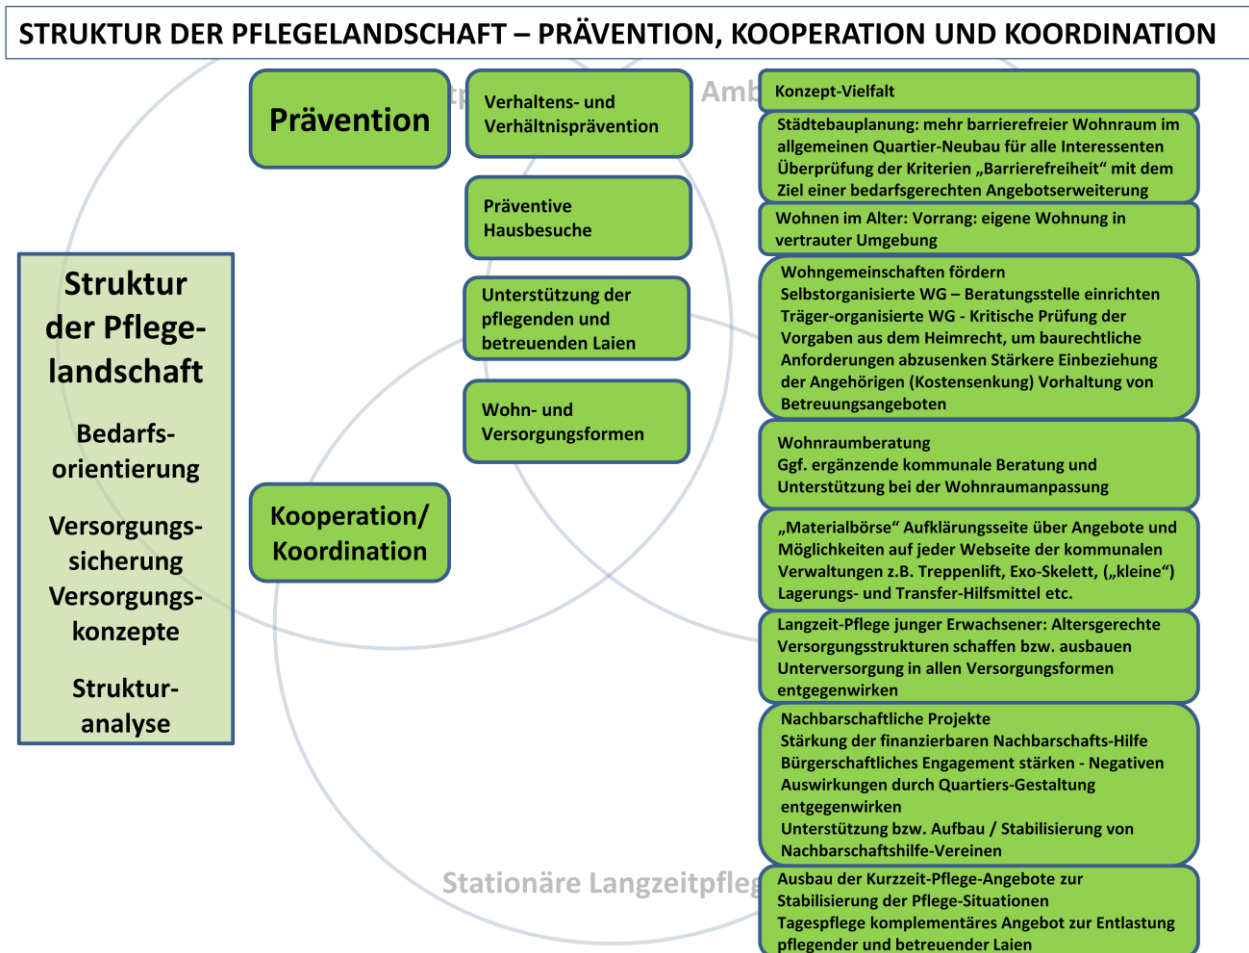 STRUKTUR DER PFLEGELANDSCHAFT – PRÄVENTION, KOOPERATION UND KOORDINATION
Struktur
der Pflege-
landschaft
Bedarfs-
orientierung
Versorgungs-
sicherung
Versorgungs-
konzepte
Struktur-
analyse
Prävention
Kooperation/
Koordination
Verhaltens- und
Verhältnisprävention
Präventive
Hausbesuche
Unterstützung der
pflegenden und
betreuenden Laien
Wohn- und
Versorgungsformen
Konzept-Vielfalt
Städtebauplanung: mehr barrierefreier Wohnraum im
allgemeinen Quartier-Neubau für alle Interessenten
Überprüfung der Kriterien „Barrierefreiheit“ mit dem
Ziel einer bedarfsgerechten Angebotserweiterung
Wohnen im Alter: Vorrang: eigene Wohnung in
vertrauter Umgebung
Wohngemeinschaften fördern
Selbstorganisierte WG – Beratungsstelle einrichten
Träger-organisierte WG - Kritische Prüfung der
Vorgaben aus dem Heimrecht, um baurechtliche
Anforderungen abzusenken Stärkere Einbeziehung
der Angehörigen (Kostensenkung) Vorhaltung von
Betreuungsangeboten
Wohnraumberatung
Ggf. ergänzende kommunale Beratung und
Unterstützung bei der Wohnraumanpassung
„Materialbörse“ Aufklärungsseite über Angebote und
Möglichkeiten auf jeder Webseite der kommunalen
Verwaltungen z.B. Treppenlift, Exo-Skelett, („kleine“)
Lagerungs- und Transfer-Hilfsmittel etc.
Langzeit-Pflege junger Erwachsener: Altersgerechte
Versorgungsstrukturen schaffen bzw. ausbauen
Unterversorgung in allen Versorgungsformen
entgegenwirken
Nachbarschaftliche Projekte
Stärkung der finanzierbaren Nachbarschafts-Hilfe
Bürgerschaftliches Engagement stärken - Negativen
Auswirkungen durch Quartiers-Gestaltung
entgegenwirken
Unterstützung bzw. Aufbau / Stabilisierung von
Nachbarschaftshilfe-Vereinen
Ausbau der Kurzzeit-Pflege-Angebote zur
Stabilisierung der Pflege-Situationen
Tagespflege komplementäres Angebot zur Entlastung
pflegender und betreuender Laien
Amb
Stationäre Langzeitpfleg